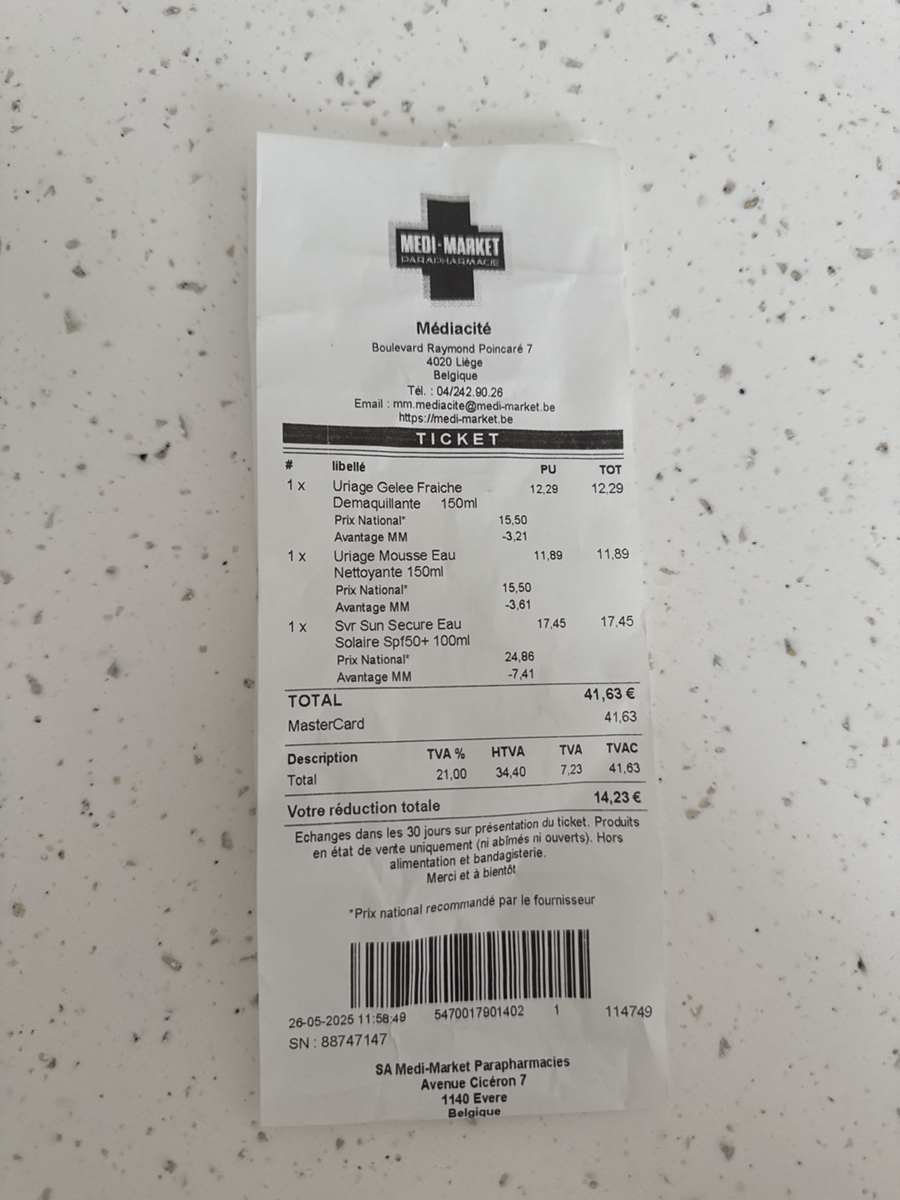 MEDI-MARKET
PARAPHARMACIE
Médiacité
Boulevard Raymond Poincaré 7
4020 Liège
Belgique
Tél. : 04/242.90.26
Email : mm.mediacite@medi-market.be
https://medi-market.be
TICKET
# libellé PU TOT
1 x Uriage Gelee Fraiche 12,29 12,29
Demaquillante 150ml
Prix National* 15,50
Avantage MM -3,21
1 x Uriage Mousse Eau 11,89 11,89
Nettoyante 150ml
Prix National* 15,50
Avantage MM -3,61
1 x Svr Sun Secure Eau 17,45 17,45
Solaire Spf50+ 100ml
Prix National* 24,86
Avantage MM -7,41
TOTAL 41,63 €
MasterCard 41,63
Description TVA % HTVA TVA TVAC
Total 21,00 34,40 7,23 41,63
Votre réduction totale 14,23 €
Echanges dans les 30 jours sur présentation du ticket. Produits
en état de vente uniquement (ni abîmés ni ouverts). Hors
alimentation et bandagisterie.
Merci et à bientôt
*Prix national recommandé par le fournisseur
26-05-2025 11:58:49 5470017901402 1 114749
SN : 88747147
SA Medi-Market Parapharmacies
Avenue Cicéron 7
1140 Evere
Belgique